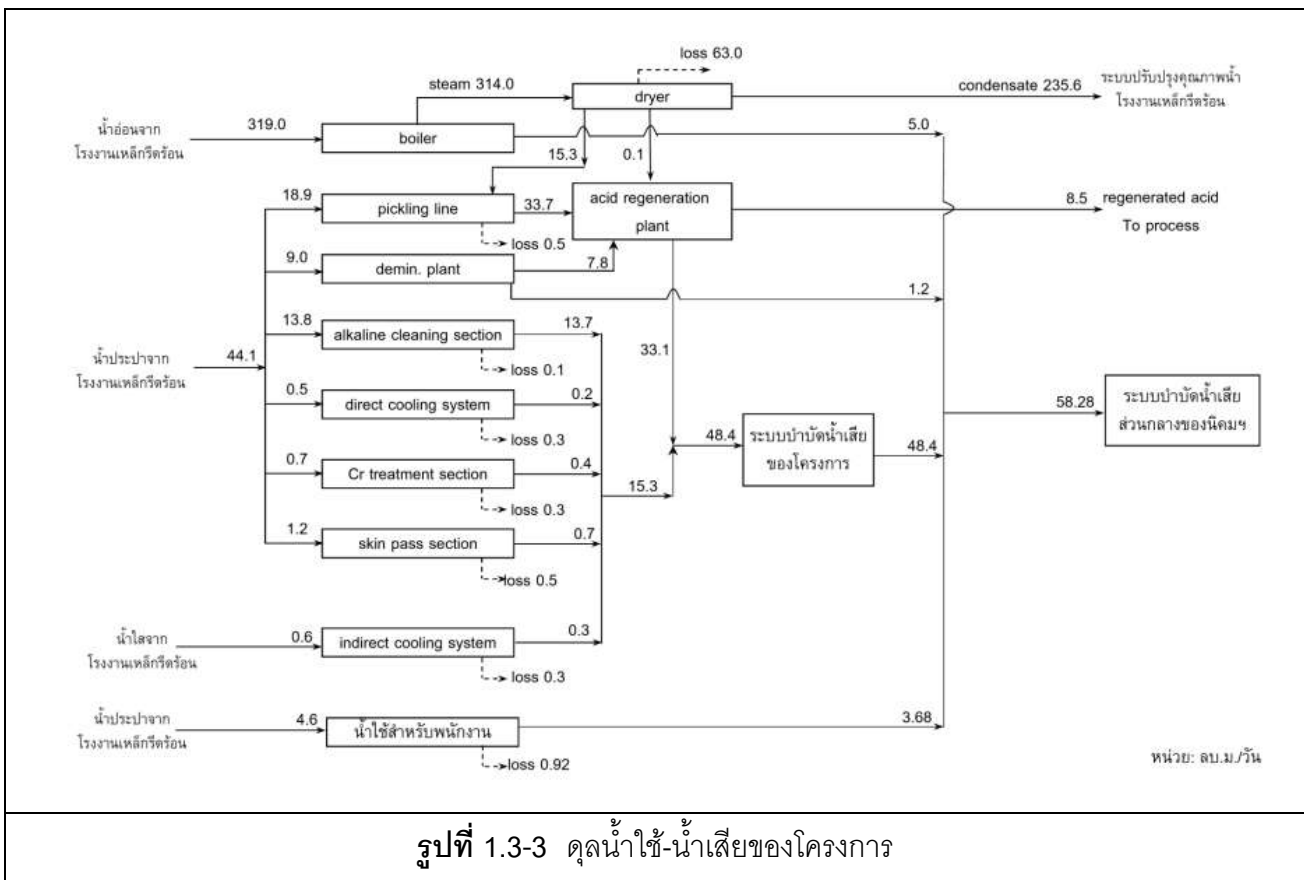 loss 63.0
steam 314.0
dryer
condensate 235.6
ระบบปรับปรุงคุณภาพน้ำ
โรงงานเหล็กรีดร้อน
น้ำอ่อนจาก
โรงงานเหล็กรีดร้อน
319.0
boiler
5.0
15.3
0.1
18.9
pickling line
33.7
loss 0.5
acid regeneration
plant
8.5
regenerated acid
To process
9.0
demin. plant
7.8
1.2
13.8
alkaline cleaning section
13.7
loss 0.1
น้ำประปาจาก
โรงงานเหล็กรีดร้อน
44.1
33.1
0.5
direct cooling system
0.2
loss 0.3
58.28
ระบบบำบัดน้ำเสีย
ส่วนกลางของนิคมฯ
48.4
ระบบบำบัดน้ำเสีย
ของโครงการ
48.4
0.7
Cr treatment section
0.4
loss 0.3
15.3
1.2
skin pass section
0.7
loss 0.5
น้ำใสจาก
โรงงานเหล็กรีดร้อน
0.6
indirect cooling system
0.3
loss 0.3
น้ำประปาจาก
โรงงานเหล็กรีดร้อน
4.6
น้ำใช้สำหรับพนักงาน
3.68
loss 0.92
หน่วย: ลบ.ม./วัน
รูปที่ 1.3-3 ดุลน้ำใช้-น้ำเสียของโครงการ